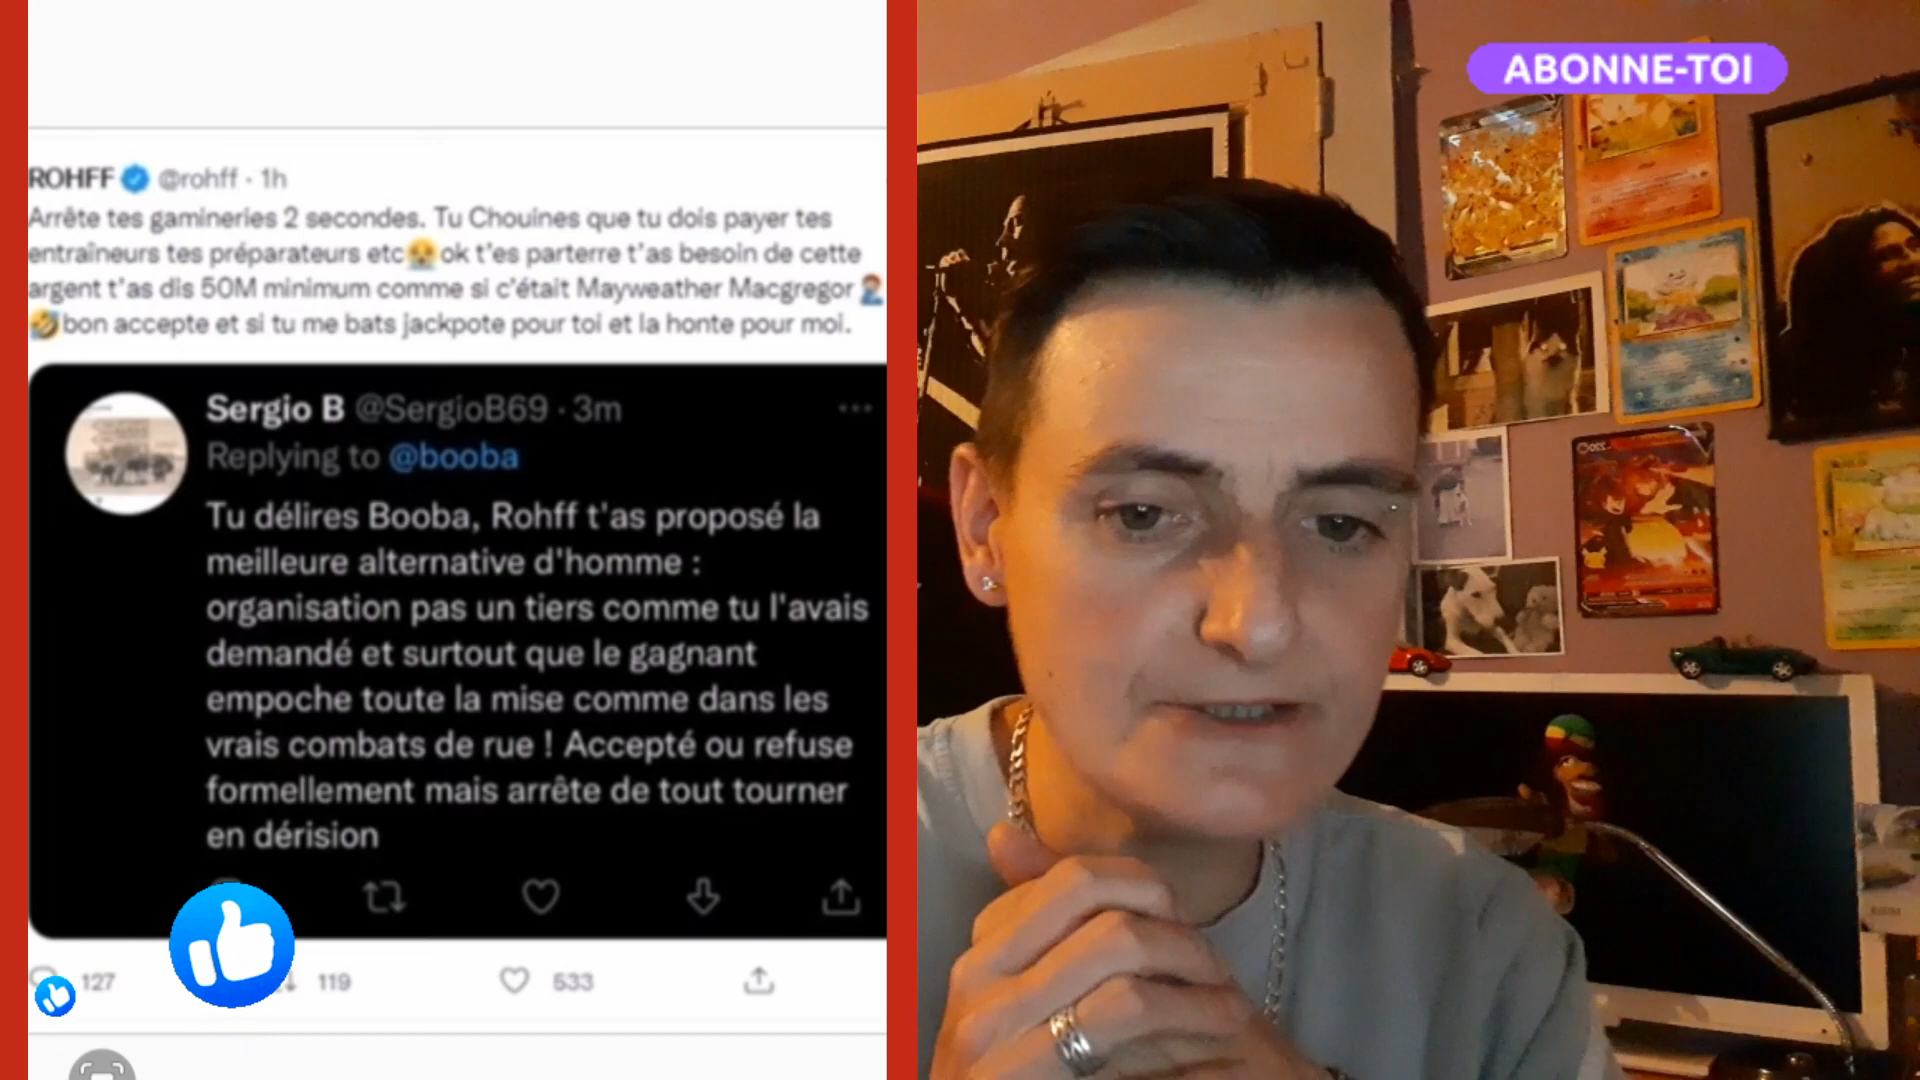 ABONNE-TOI
ROHFF @rohff · 1h
Arrête tes gamineries 2 secondes. Tu Chouines que tu dois payer tes
entraîneurs tes préparateurs etc😥ok t'es parterre t'as besoin de cette
argent t'as dis 50M minimum comme si c'était Mayweather Macgregor 🤦‍♂️
🤣bon accepte et si tu me bats jackpote pour toi et la honte pour moi.
Sergio B @SergioB69 · 3m
Replying to @booba
Tu délires Booba, Rohff t'as proposé la
meilleure alternative d'homme :
organisation pas un tiers comme tu l'avais
demandé et surtout que le gagnant
empoche toute la mise comme dans les
vrais combats de rue ! Accepté ou refuse
formellement mais arrête de tout tourner
en dérision
127 119 533